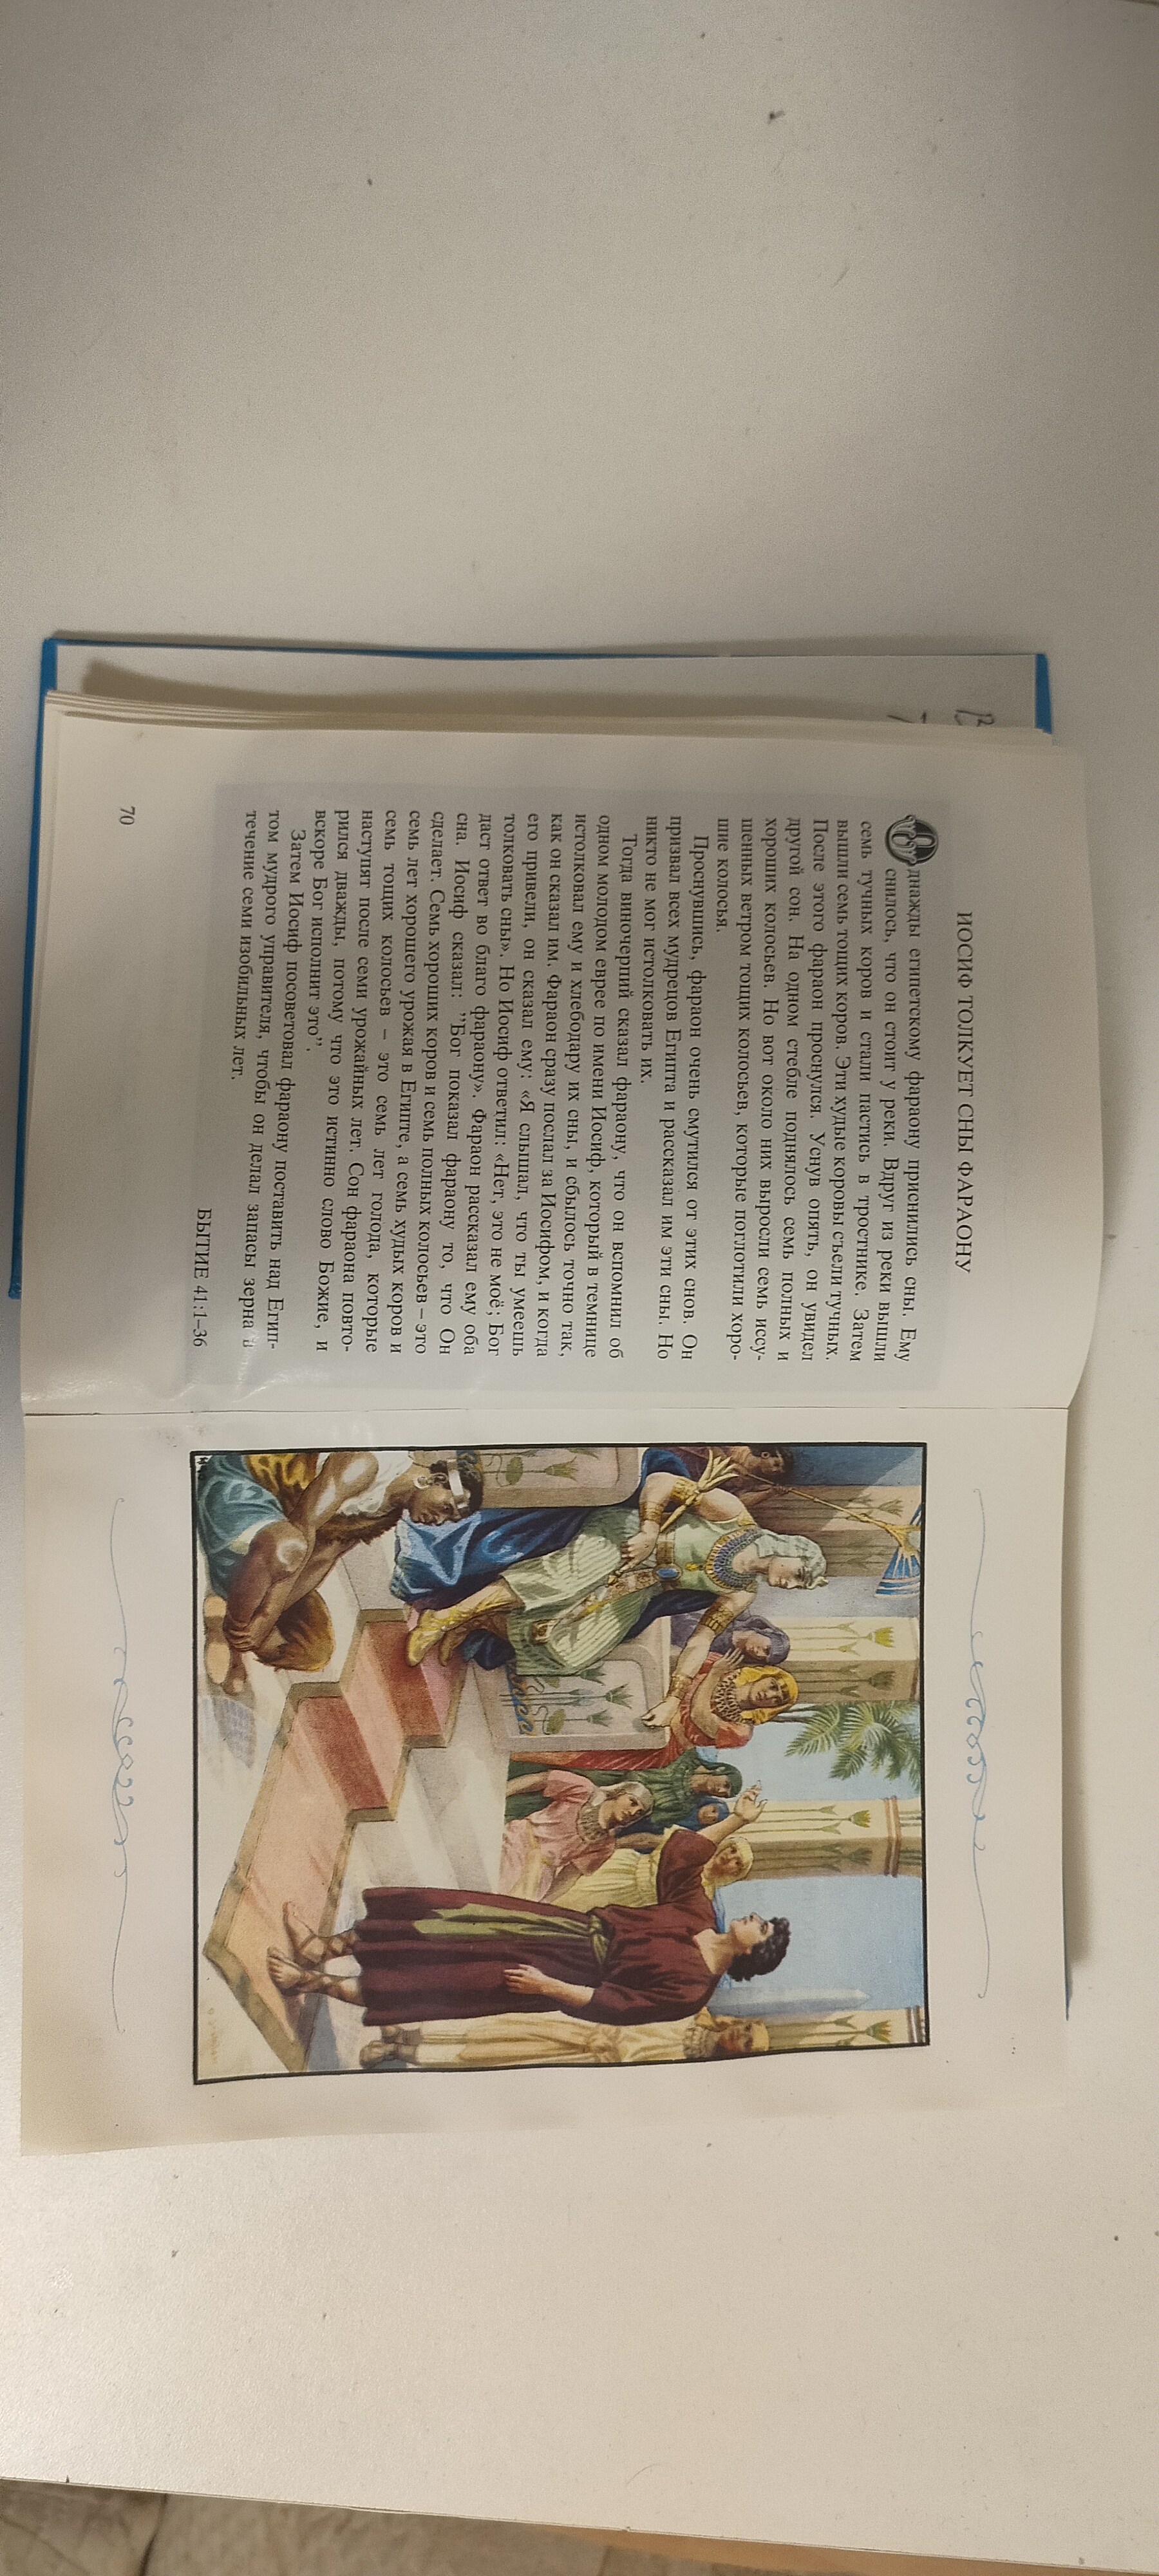 ИОСИФ ТОЛКУЕТ СНЫ ФАРАОНУ
Однажды египетскому фараону приснились сны. Ему
снилось, что он стоит у реки. Вдруг из реки вышли
семь тучных коров и стали пастись в тростнике. Затем
вышли семь тощих коров. Эти худые коровы съели тучных.
После этого фараон проснулся. Уснув опять, он увидел
другой сон. На одном стебле поднялось семь полных и
хороших колосьев. Но вот около них выросли семь иссу-
шенных ветром тощих колосьев, которые поглотили хоро-
шие колосья.
Проснувшись, фараон очень смутился от этих снов. Он
призвал всех мудрецов Египта и рассказал им эти сны. Но
никто не мог истолковать их.
Тогда виночерпий сказал фараону, что он вспомнил об
одном молодом еврее по имени Иосиф, который в темнице
истолковал ему и хлебодару их сны, и сбылось точно так,
как он сказал им. Фараон сразу послал за Иосифом, и когда
его привели, он сказал ему: «Я слышал, что ты умеешь
толковать сны». Но Иосиф ответил: «Нет, это не моё; Бог
даст ответ во благо фараону». Фараон рассказал ему оба
сна. Иосиф сказал: ”Бог показал фараону то, что Он
сделает. Семь хороших коров и семь полных колосьев – это
семь лет хорошего урожая в Египте, а семь худых коров и
семь тощих колосьев – это семь лет голода, которые
наступят после семи урожайных лет. Сон фараона повто-
рился дважды, потому что это истинно слово Божие, и
вскоре Бог исполнит это”.
Затем Иосиф посоветовал фараону поставить над Егип-
том мудрого управителя, чтобы он делал запасы зерна в
течение семи изобильных лет.
БЫТИЕ 41:1–36
70